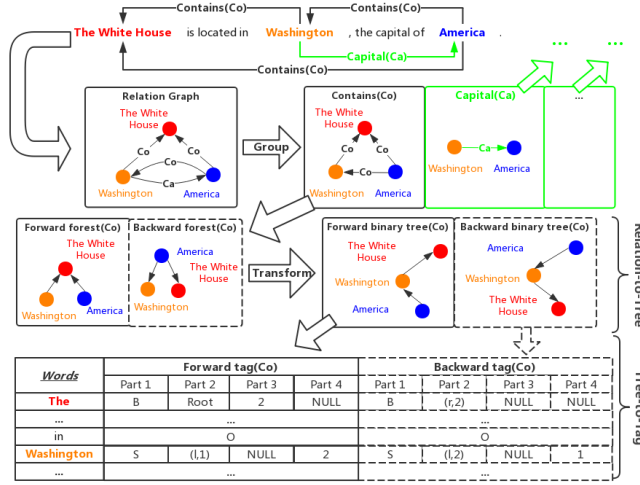 Contains(Co)
The White House is located in Washington , the capital of America .
Capital(Ca)
Contains(Co)
... ...
Relation Graph
The White
House
Co
Co
Co
Ca
Washington
America
Group
Contains(Co)
The White
House
Co
Co
Co
Washington
America
Capital(Ca)
Ca
Washington
America
...
Forward forest(Co)
The White
House
Washington
America
Backward forest(Co)
America
The White
House
Washington
Transform
Forward binary tree(Co)
The White
House
Washington
America
Backward binary tree(Co)
America
Washington
The White
House
Relation-to-Tree
Words Forward tag(Co) Backward tag(Co)
Part 1 Part 2 Part 3 Part 4 Part 1 Part 2 Part 3 Part 4
The B Root 2 NULL B (r,2) NULL NULL
... ... ...
in O O
Washington S (l,1) NULL 2 S (l,2) NULL 1
... ... ...